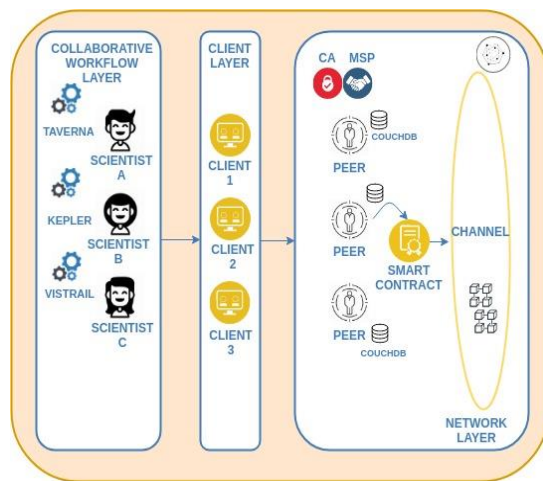 COLLABORATIVE
WORKFLOW
LAYER
TAVERNA
SCIENTIST
A
KEPLER
SCIENTIST
B
VISTRAIL
SCIENTIST
C
CLIENT
LAYER
CLIENT
1
CLIENT
2
CLIENT
3
CA
MSP
COUCHDB
PEER
PEER
SMART
CONTRACT
CHANNEL
PEER
COUCHDB
NETWORK
LAYER